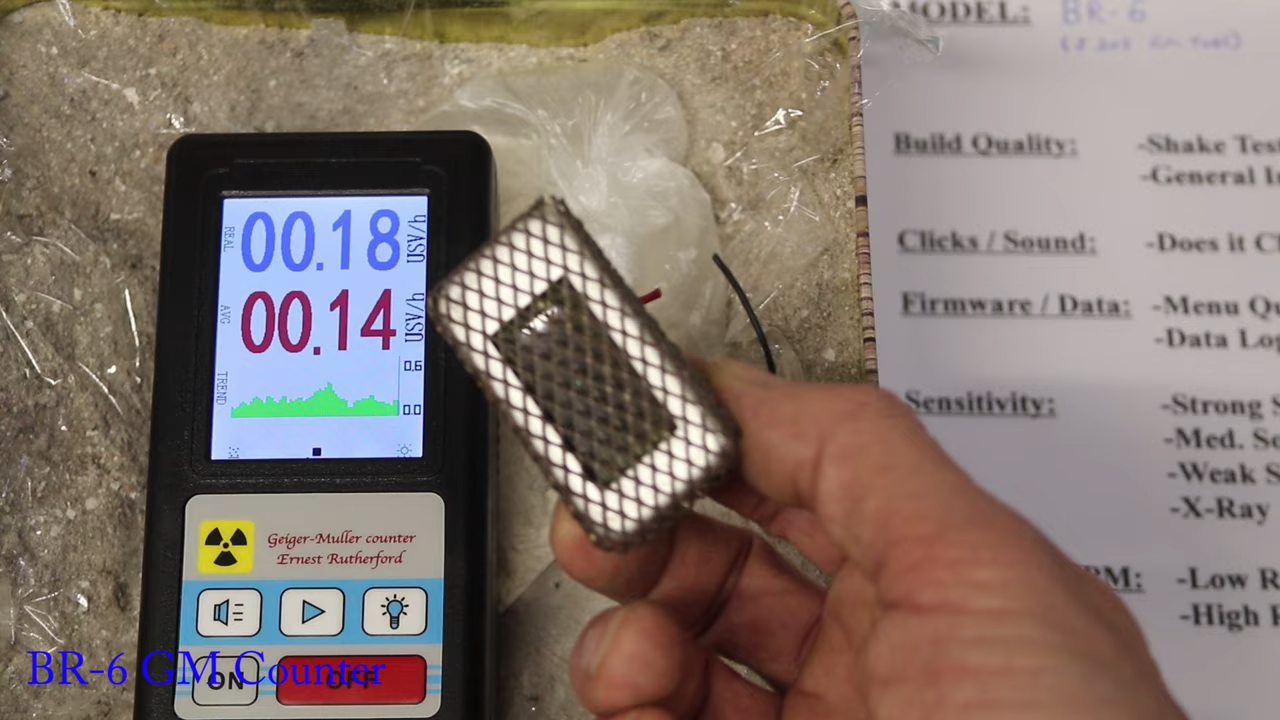 MODEL: BR-6
Build Quality: -Shake Test
-General
Clicks / Sound: -Does it
Firmware / Data: -Menu
-Data
Sensitivity: -Strong
-Med.
-Weak
-X-Ray
-Low
-High
REAL 00.18 uSV/h
AVG 00.14 uSV/h
TREND 0.6
0.0
Geiger-Muller counter
Ernest Rutherford
ON OFF
BR-6 GM Counter